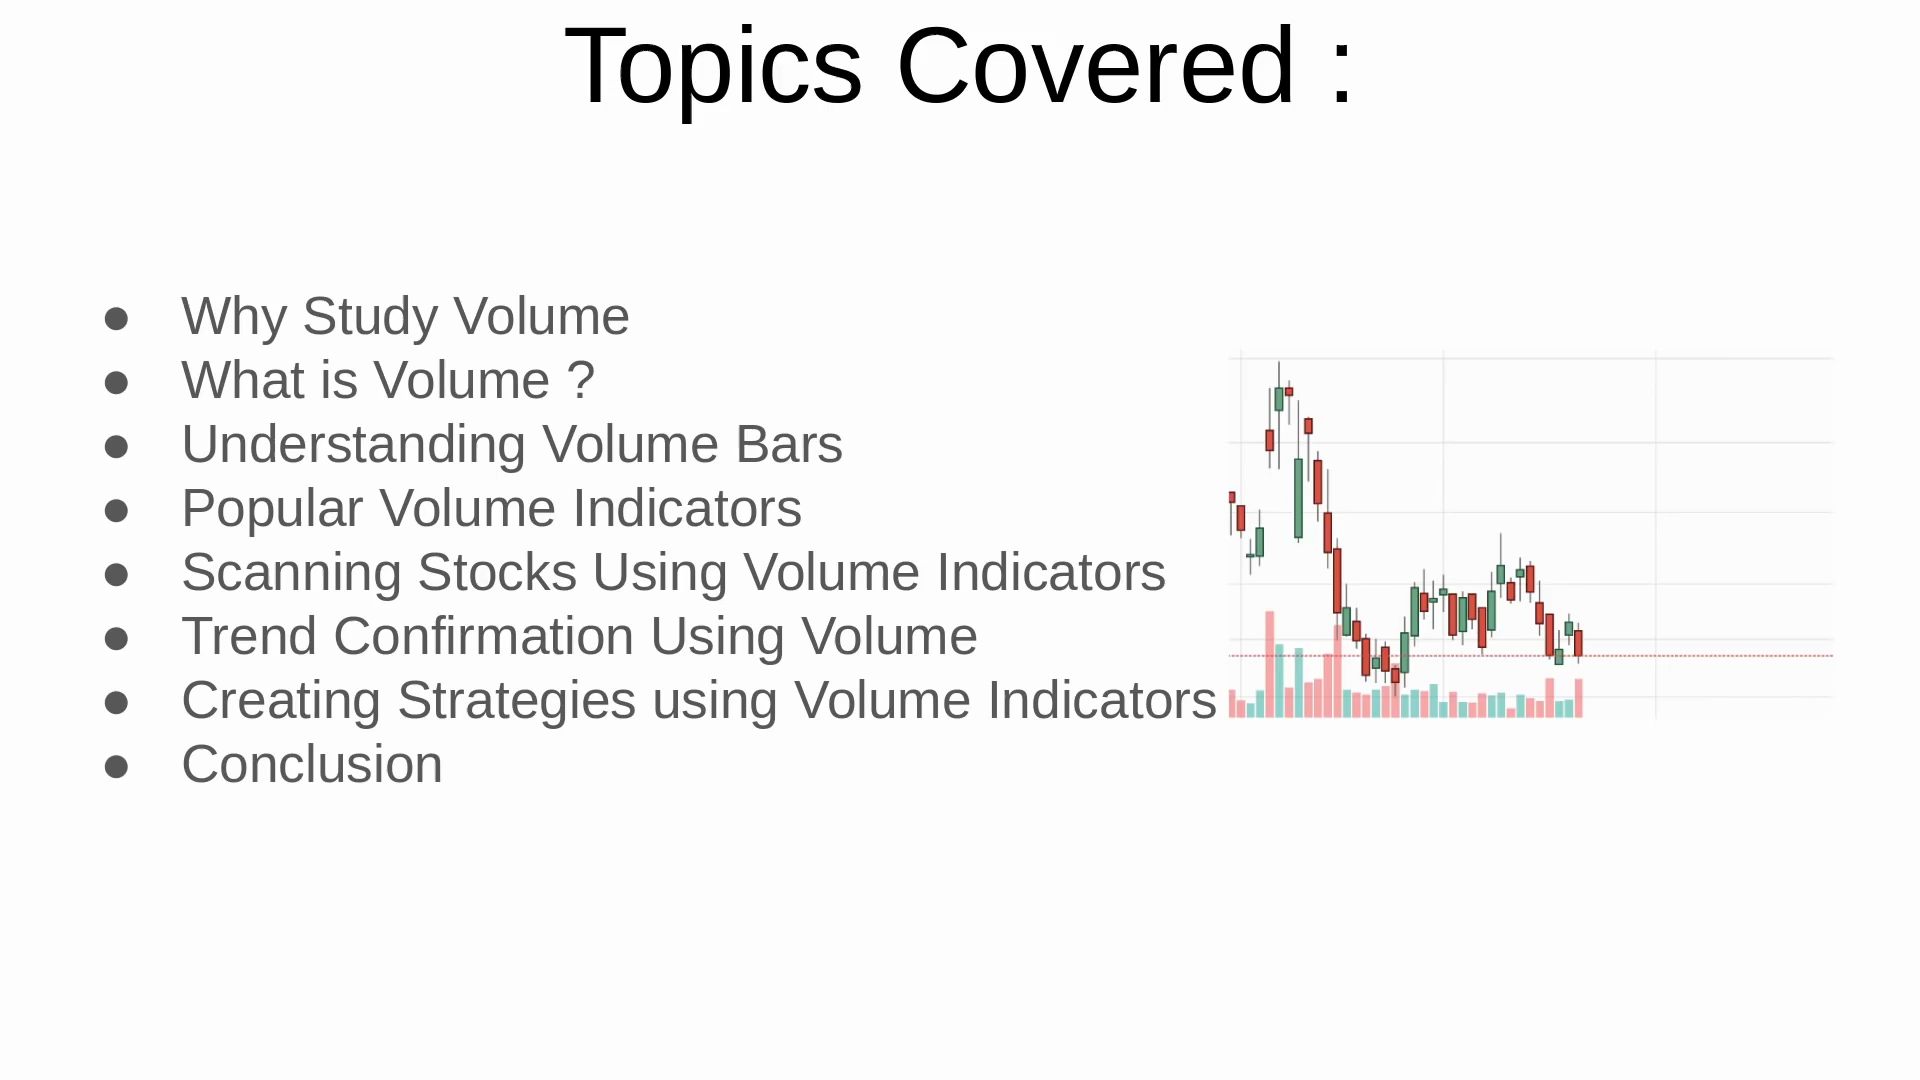 Topics Covered :
● Why Study Volume
● What is Volume ?
● Understanding Volume Bars
● Popular Volume Indicators
● Scanning Stocks Using Volume Indicators
● Trend Confirmation Using Volume
● Creating Strategies using Volume Indicators
● Conclusion